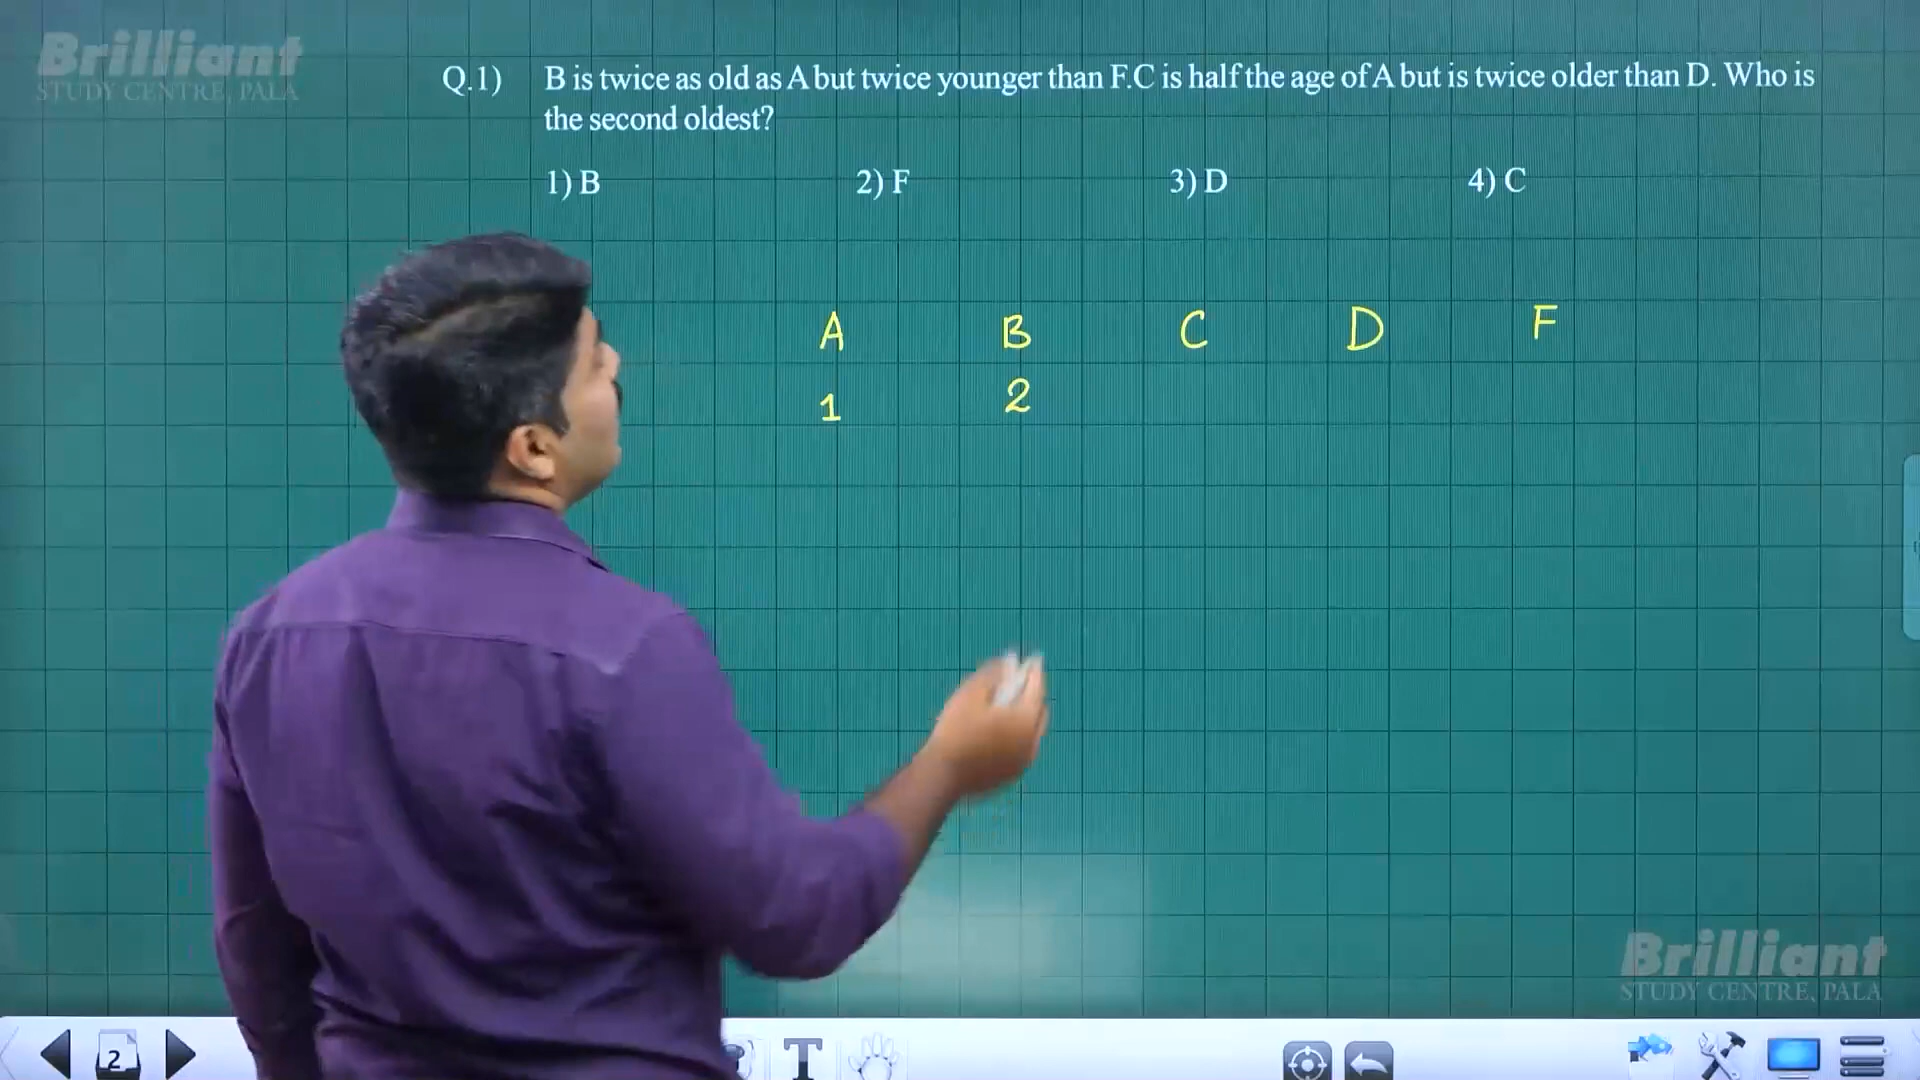 Brilliant
STUDY CENTRE, PALA
Q.1) B is twice as old as A but twice younger than F.C is half the age of A but is twice older than D. Who is
the second oldest?
1) B 2) F 3) D 4) C
A B C D F
1 2
Brilliant
STUDY CENTRE, PALA
2 T